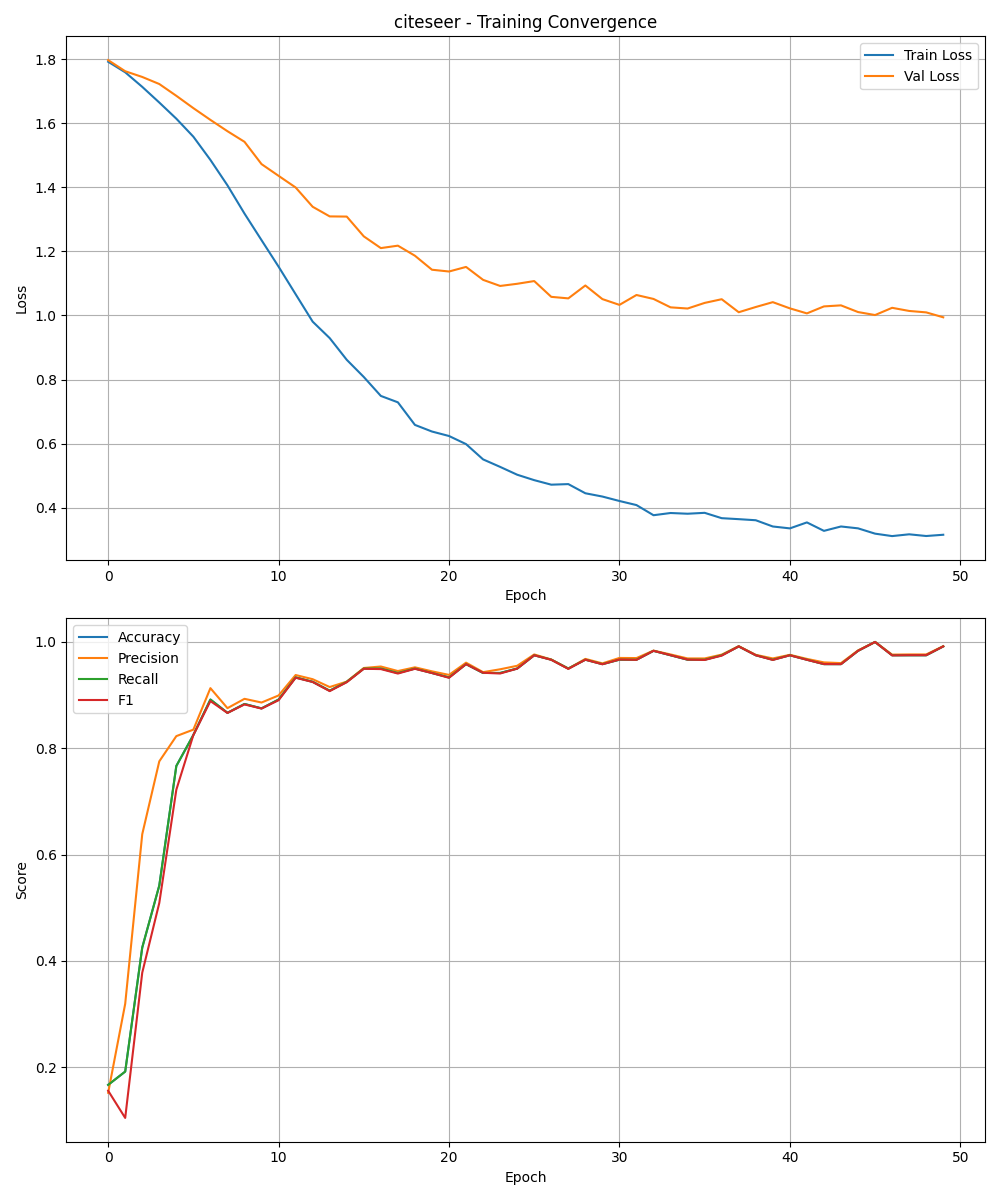 citeseer - Training Convergence
Train Loss
Val Loss
1.8
1.6
1.4
1.2
1.0
0.8
0.6
0.4
Loss
0 10 20 30 40 50
Epoch
Accuracy
Precision
Recall
F1
1.0
0.8
0.6
0.4
0.2
Score
0 10 20 30 40 50
Epoch